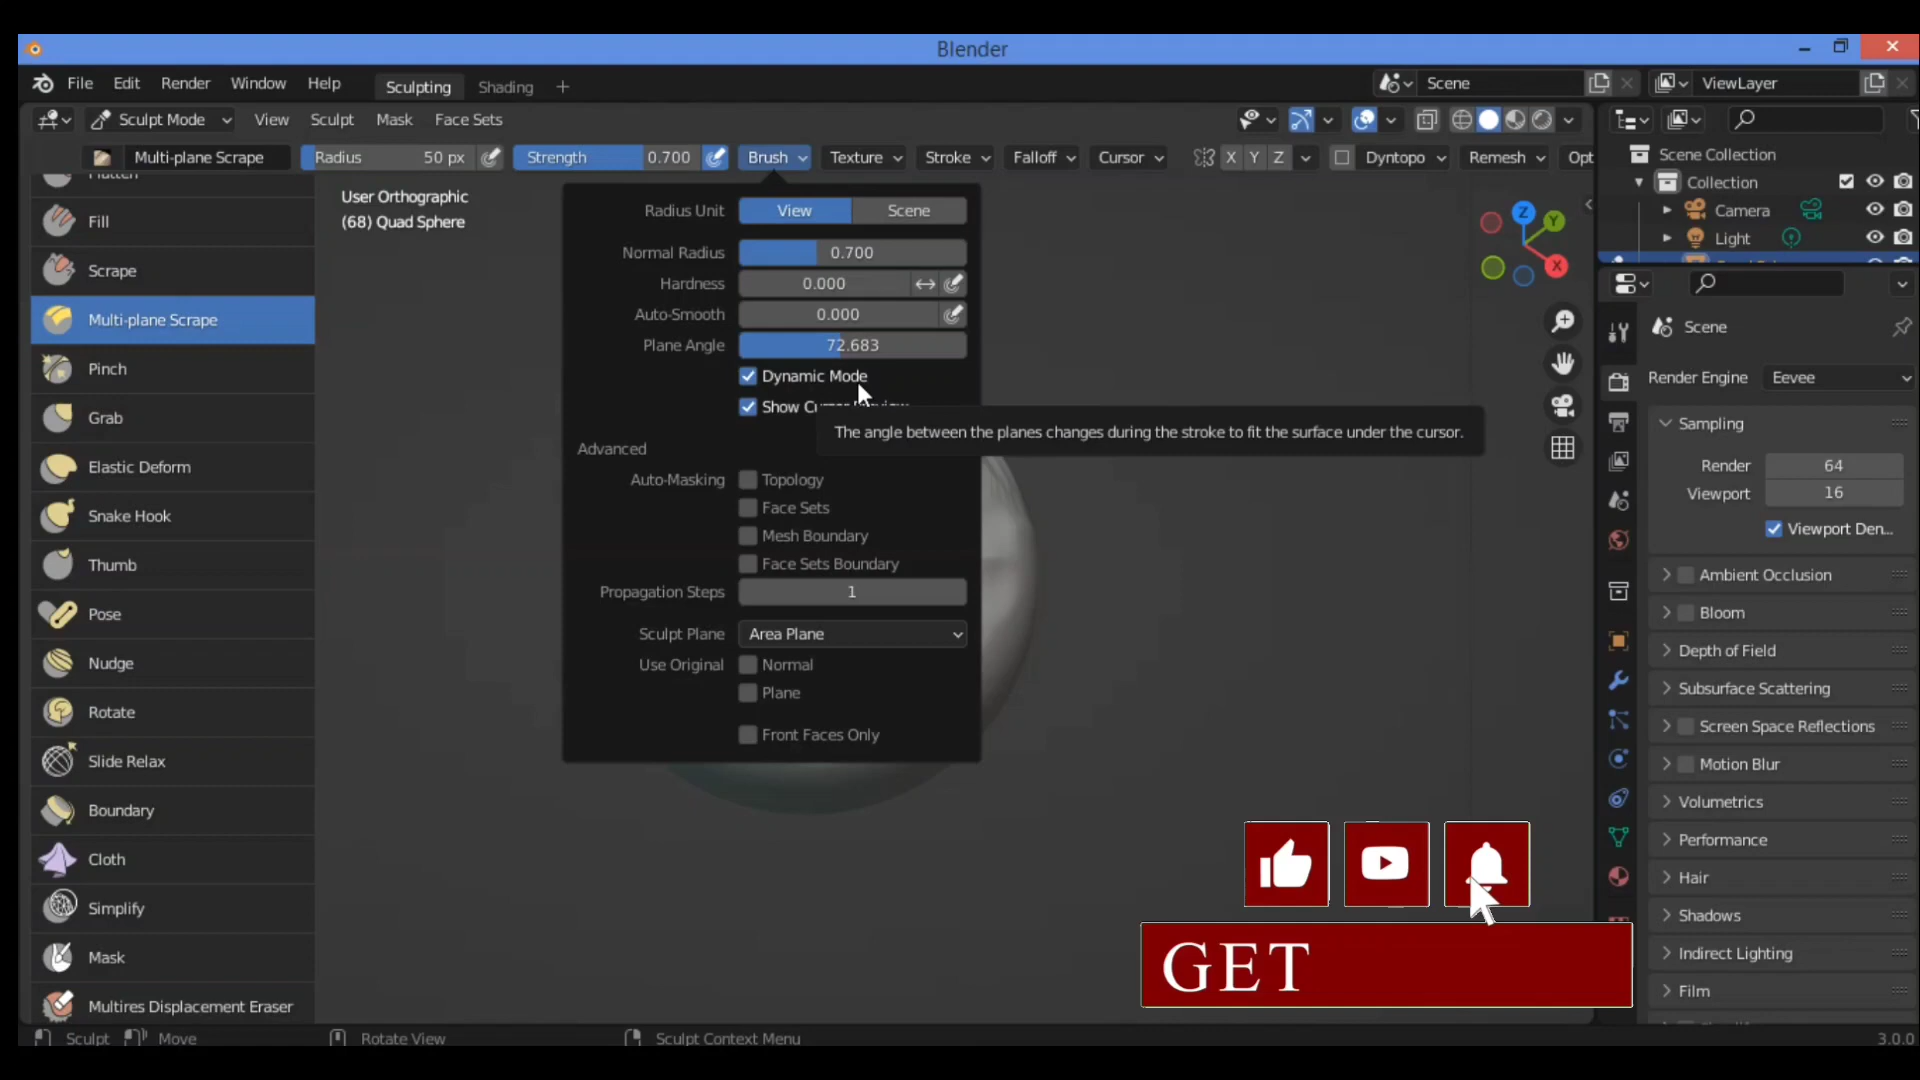 Blender
File Edit Render Window Help Sculpting Shading + Scene ViewLayer
Sculpt Mode View Sculpt Mask Face Sets
Multi-plane Scrape Radius 50 px Strength 0.700 Brush Texture Stroke Falloff Cursor X Y Z Dyntopo Remesh Opt
User Orthographic
(68) Quad Sphere
Fill
Scrape
Multi-plane Scrape
Pinch
Grab
Elastic Deform
Snake Hook
Thumb
Pose
Nudge
Rotate
Slide Relax
Boundary
Cloth
Simplify
Mask
Multires Displacement Eraser
Radius Unit View Scene
Normal Radius 0.700
Hardness 0.000
Auto-Smooth 0.000
Plane Angle 72.683
Dynamic Mode
Show Cursor
The angle between the planes changes during the stroke to fit the surface under the cursor.
Advanced
Auto-Masking Topology
Face Sets
Mesh Boundary
Face Sets Boundary
Propagation Steps 1
Sculpt Plane Area Plane
Use Original Normal
Plane
Front Faces Only
Z Y X
Scene Collection
Collection
Camera
Light
Scene
Render Engine Eevee
Sampling
Render 64
Viewport 16
Viewport Den...
Ambient Occlusion
Bloom
Depth of Field
Subsurface Scattering
Screen Space Reflections
Motion Blur
Volumetrics
Performance
Hair
Shadows
Indirect Lighting
Film
GET
Sculpt Move Rotate View Sculpt Context Menu 3.0.0